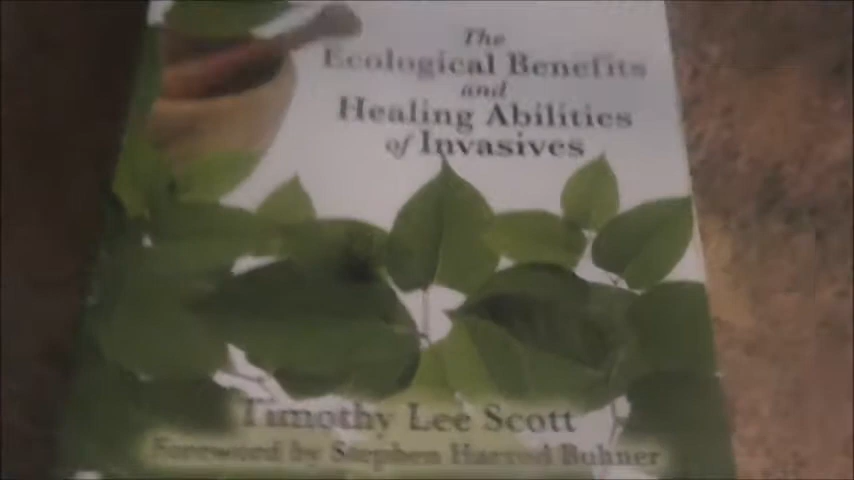 The
Ecological Benefits
and
Healing Abilities
of Invasives
Timothy Lee Scott
Foreword by Stephen Harrod Buhner